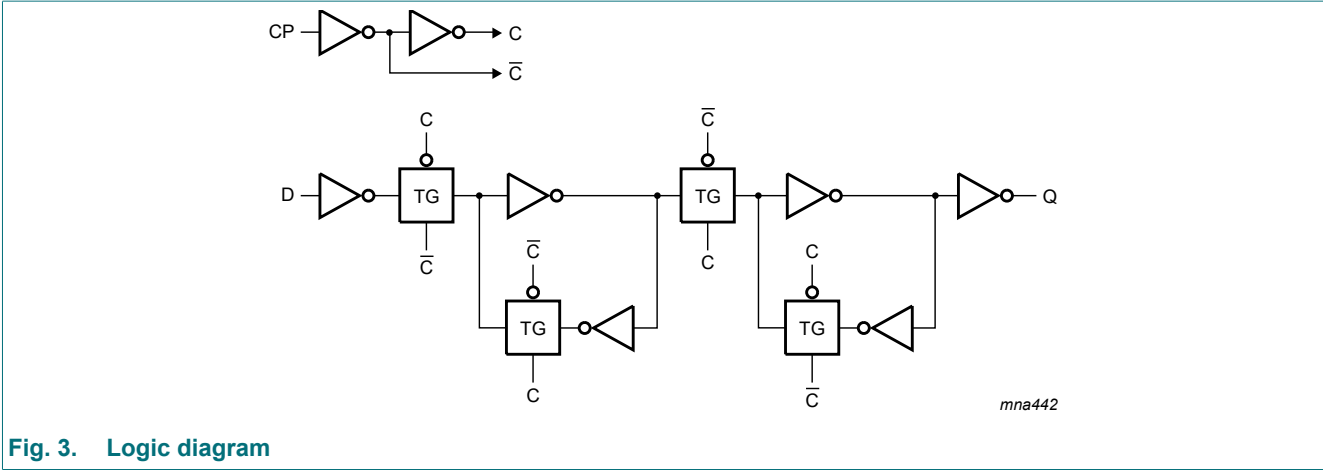 CP
C
C̅
C
C̅
D
TG
TG
Q
C̅
C̅
C
C
TG
TG
C
C̅
mna442
Fig. 3. Logic diagram